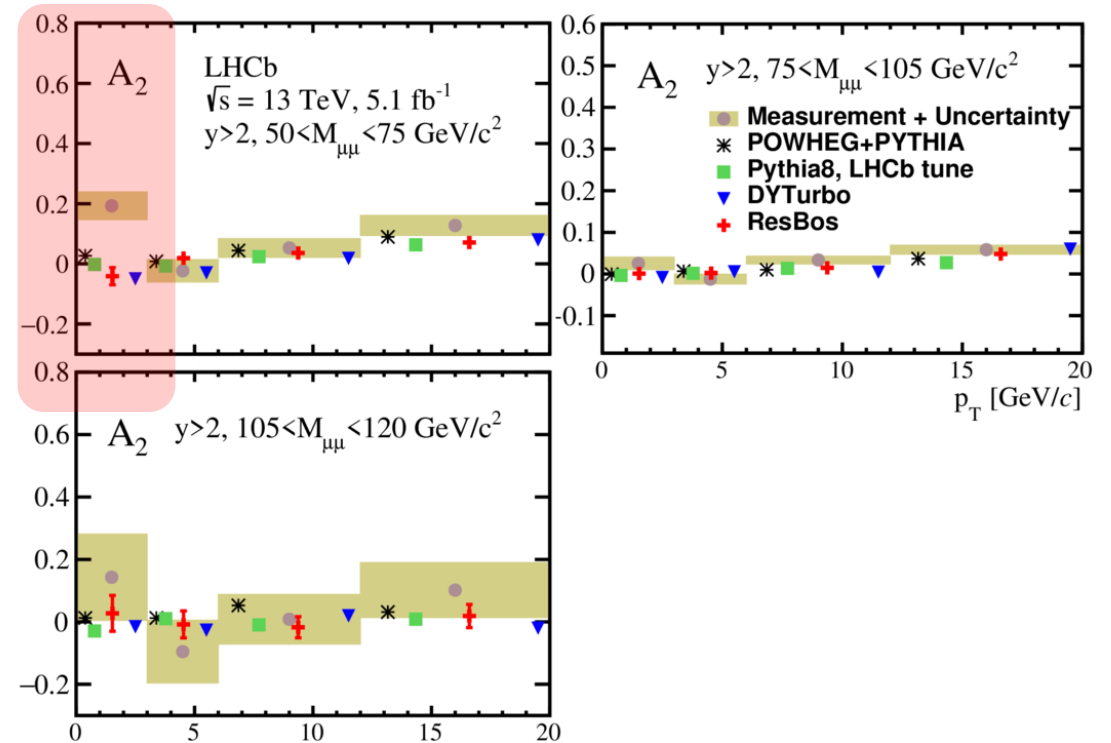 0.8
0.6
0.4
0.2
0
−0.2
A₂
LHCb
√s = 13 TeV, 5.1 fb⁻¹
y>2, 50<M_μμ<75 GeV/c²
0.6
0.5
0.4
0.3
0.2
0.1
0
-0.1
A₂ y>2, 75<M_μμ<105 GeV/c²
Measurement + Uncertainty
POWHEG+PYTHIA
Pythia8, LHCb tune
DYTurbo
ResBos
0 5 10 15 20
p_T [GeV/c]
0.8
0.6
0.4
0.2
0
−0.2
A₂ y>2, 105<M_μμ<120 GeV/c²
0 5 10 15 20